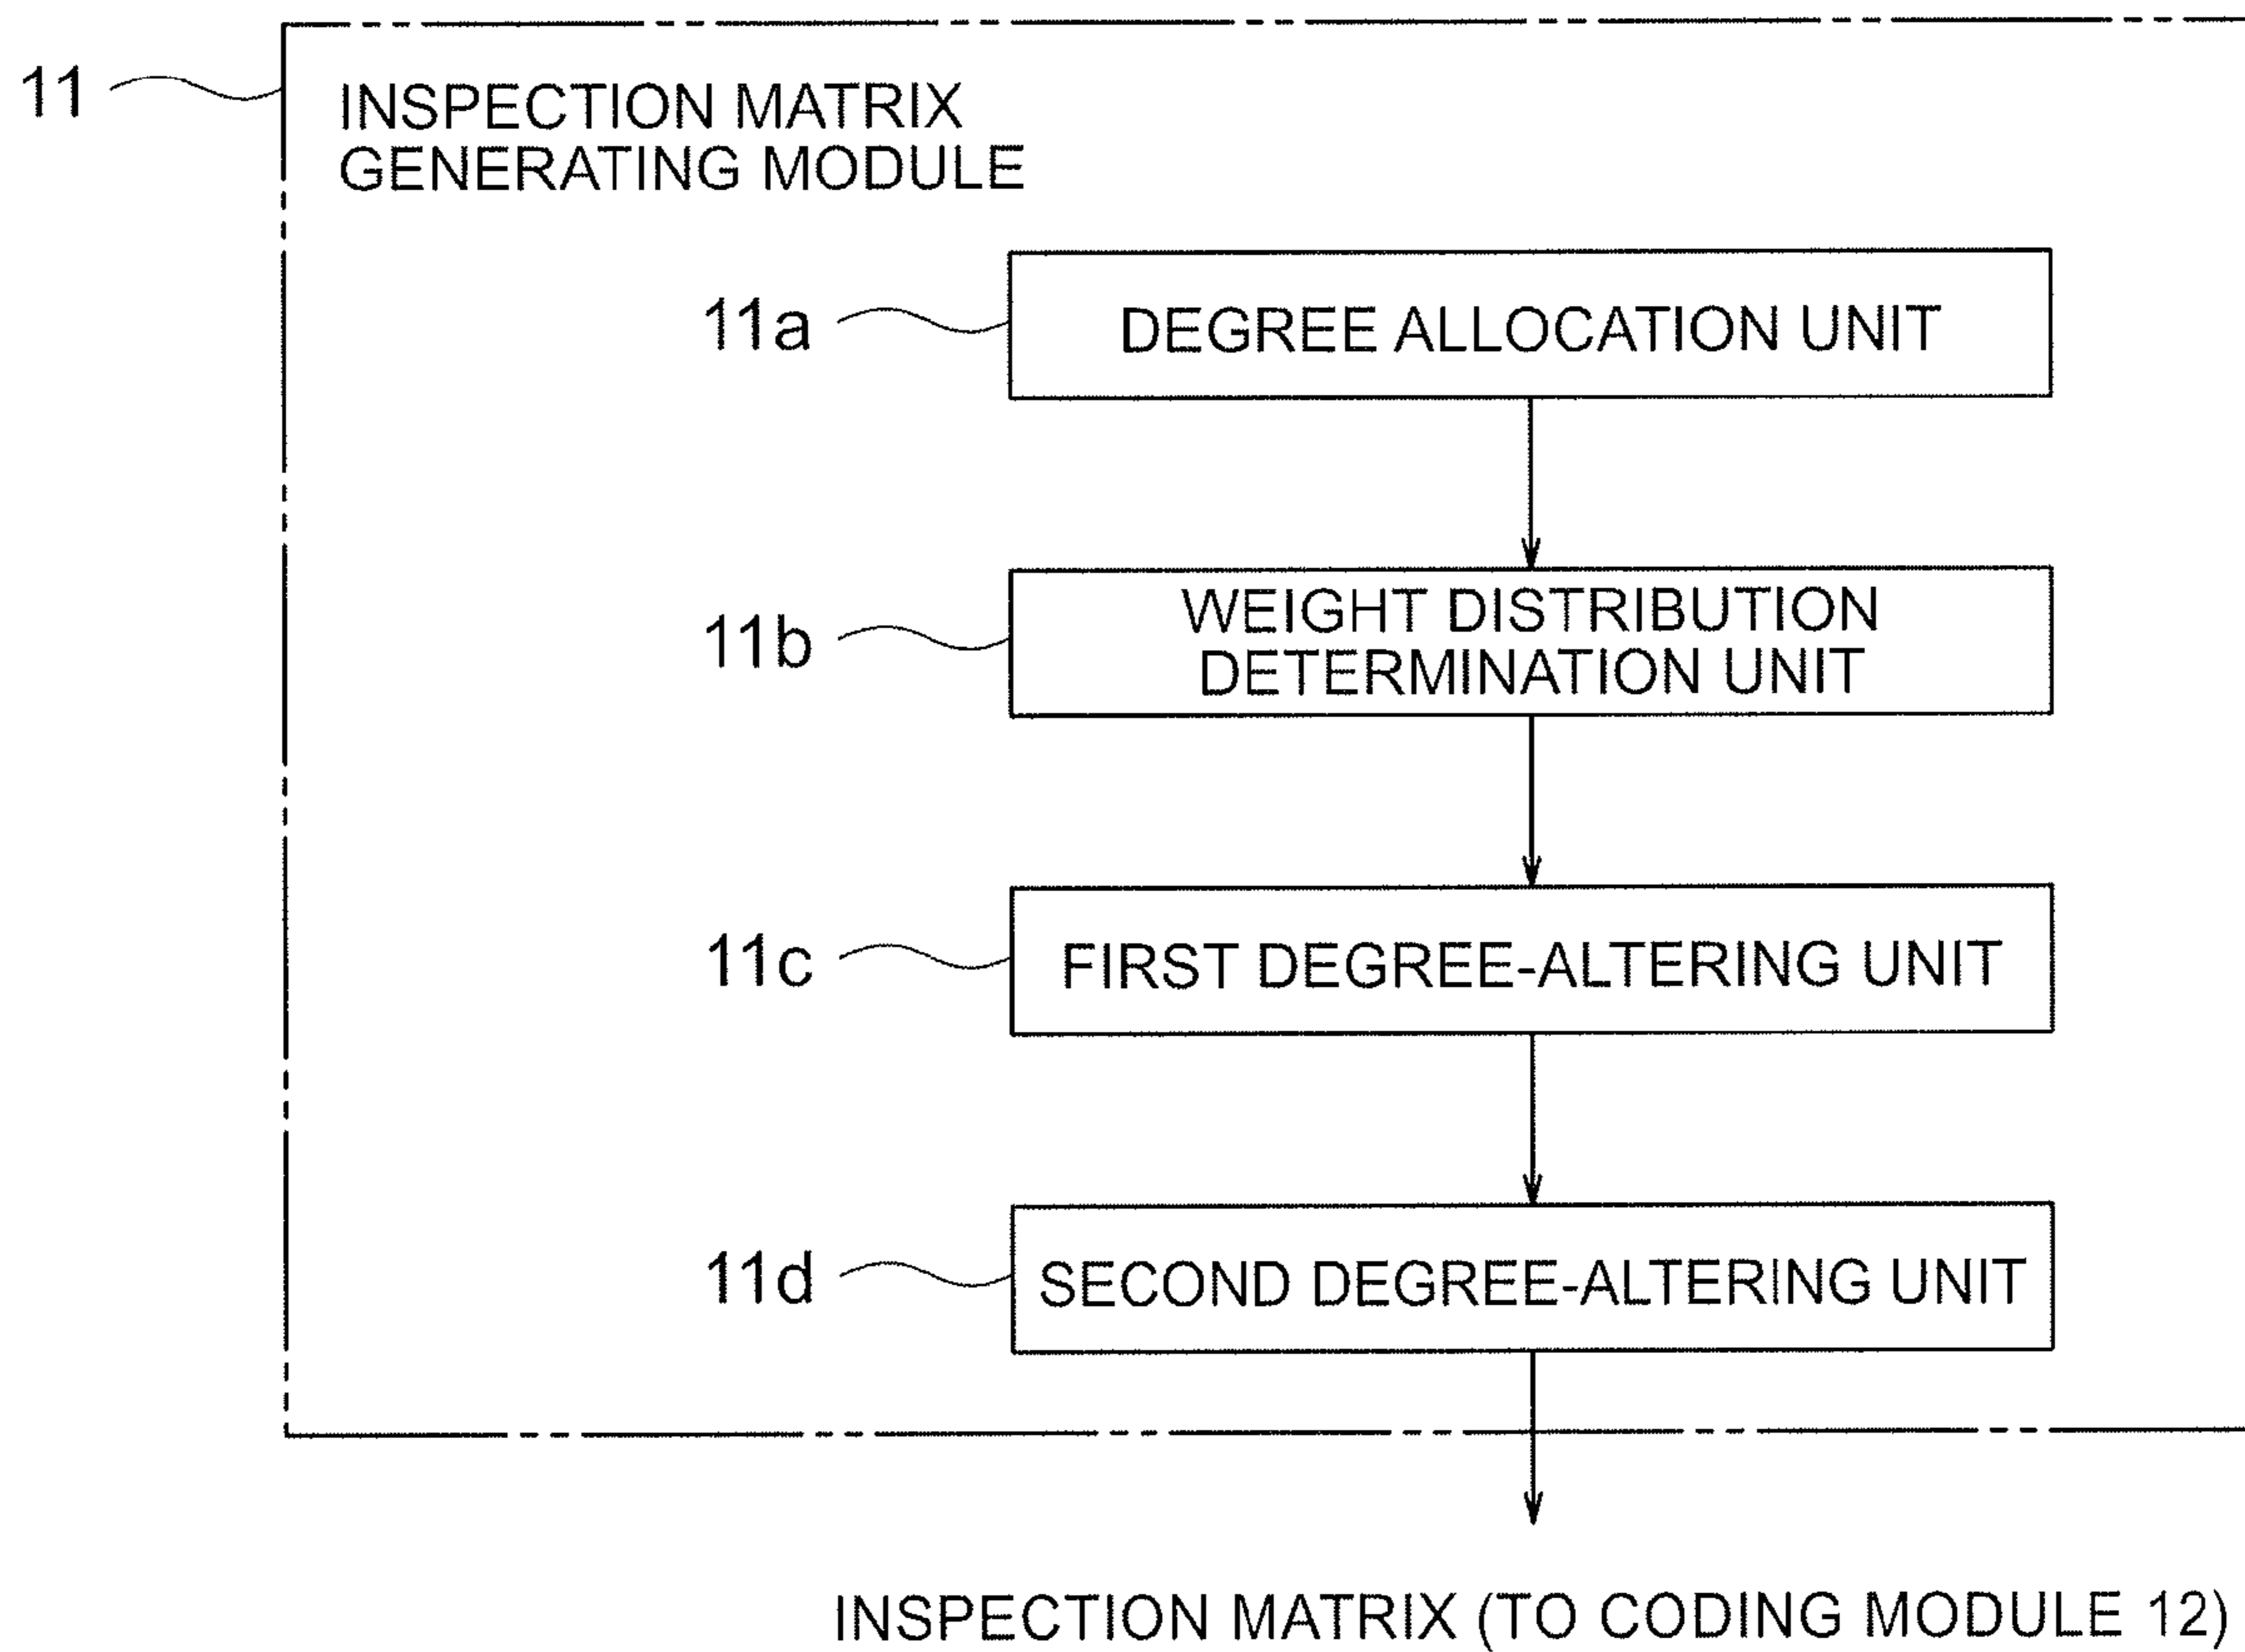 11
INSPECTION MATRIX
GENERATING MODULE
11a
DEGREE ALLOCATION UNIT
11b
WEIGHT DISTRIBUTION
DETERMINATION UNIT
11c
FIRST DEGREE-ALTERING UNIT
11d
SECOND DEGREE-ALTERING UNIT
INSPECTION MATRIX (TO CODING MODULE 12)